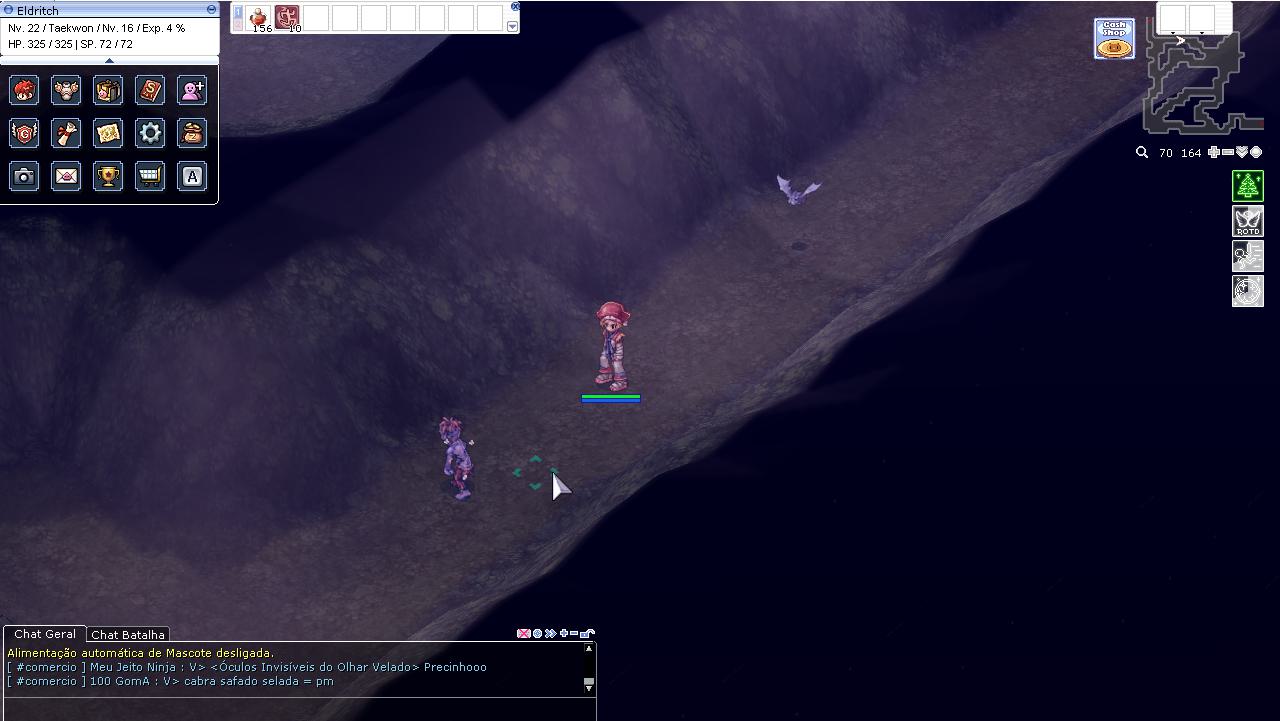 Eldritch
Nv. 22 / Taekwon / Nv. 16 / Exp. 4 %
HP. 325 / 325 | SP. 72 / 72
156
10
Cash
Shop
70 164
ROTD
Chat Geral
Chat Batalha
Alimentação automática de Mascote desligada.
[ #comercio ] Meu Jeito Ninja : V> <Óculos Invisíveis do Olhar Velado> Precinhooo
[ #comercio ] 100 GomA : V> cabra safado selada = pm